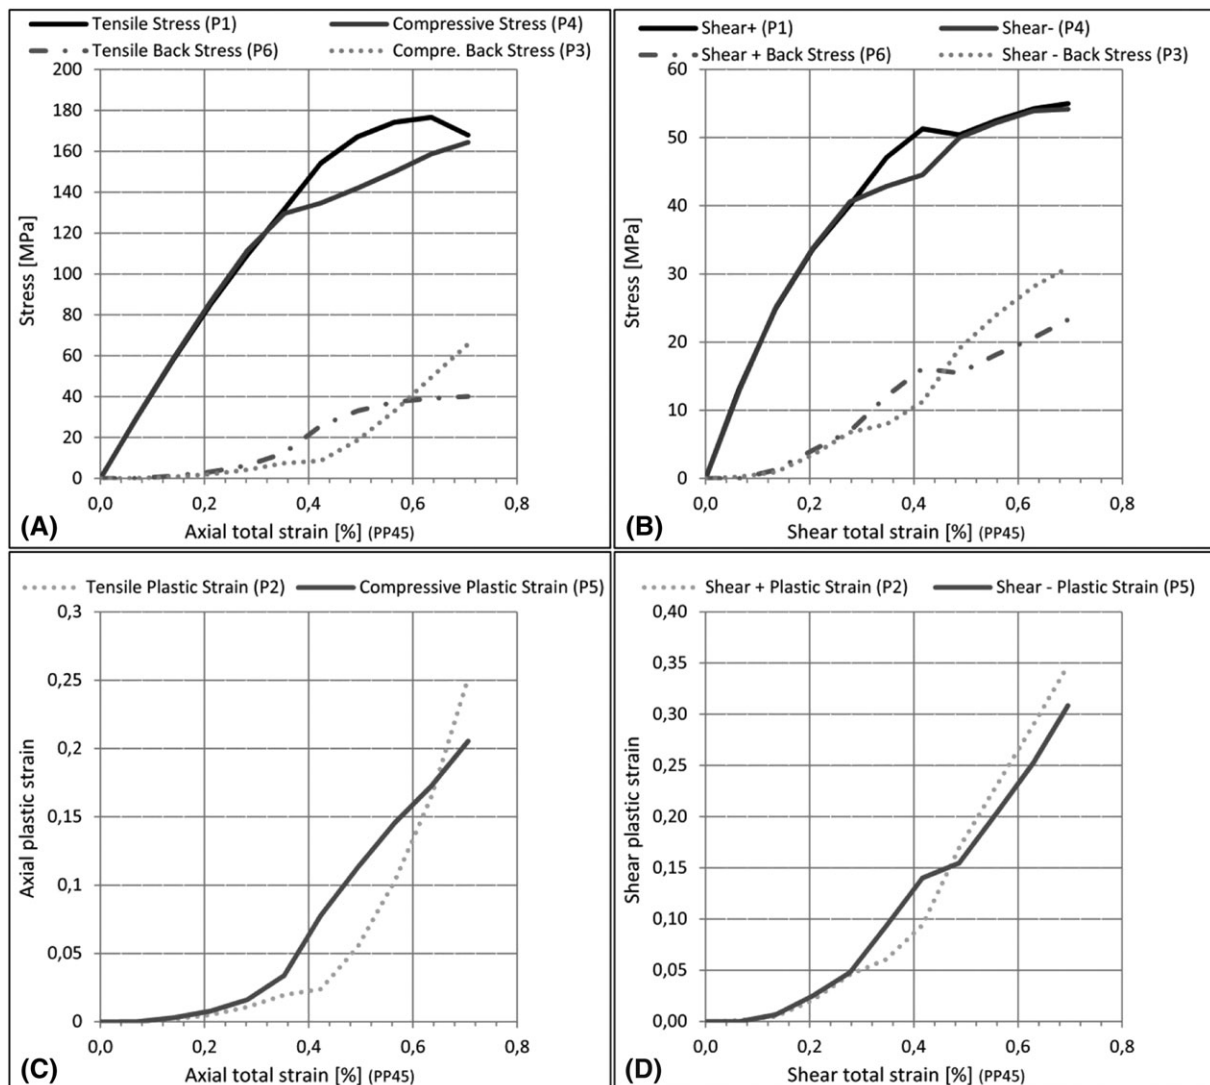 Tensile Stress (P1) Compressive Stress (P4)
Tensile Back Stress (P6) Compre. Back Stress (P3)
200
180
160
140
120
100
80
60
40
20
0
Stress [MPa]
0,0 0,2 0,4 0,6 0,8
(A) Axial total strain [%] (PP45)
Shear+ (P1) Shear- (P4)
Shear + Back Stress (P6) Shear - Back Stress (P3)
60
50
40
30
20
10
0
Stress [MPa]
0,0 0,2 0,4 0,6 0,8
(B) Shear total strain [%] (PP45)
Tensile Plastic Strain (P2) Compressive Plastic Strain (P5)
0,3
0,25
0,2
0,15
0,1
0,05
0
Axial plastic strain
0,0 0,2 0,4 0,6 0,8
(C) Axial total strain [%] (PP45)
Shear + Plastic Strain (P2) Shear - Plastic Strain (P5)
0,40
0,35
0,30
0,25
0,20
0,15
0,10
0,05
0,00
Shear plastic strain
0,0 0,2 0,4 0,6 0,8
(D) Shear total strain [%] (PP45)